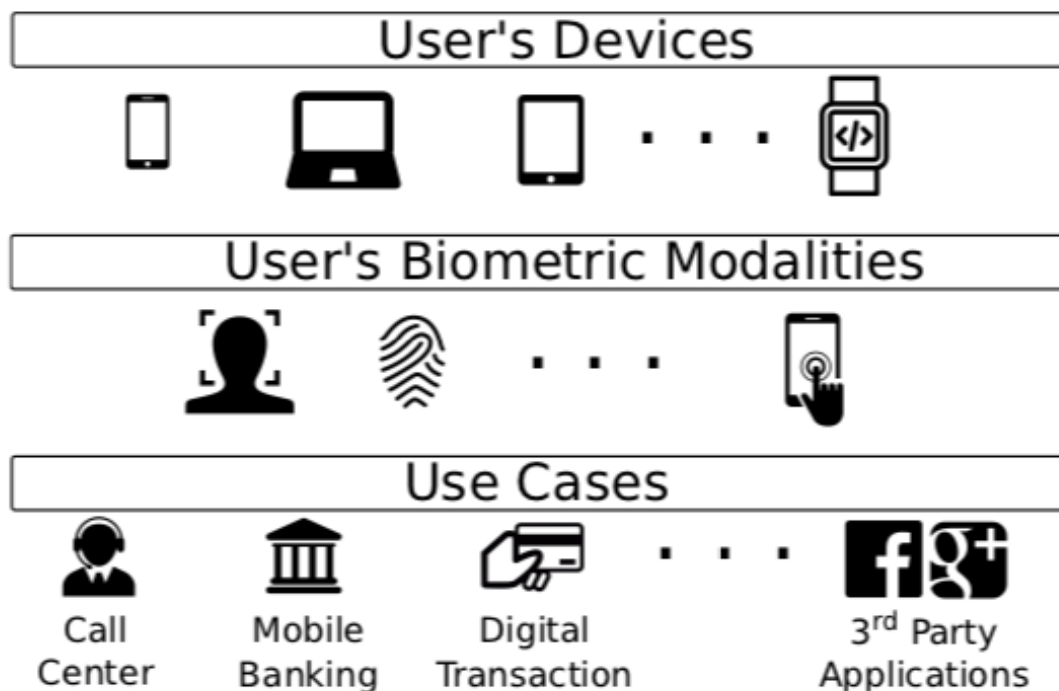 User's Devices
</>
User's Biometric Modalities
Use Cases
f g+
Call Center
Mobile Banking
Digital Transaction
3rd Party Applications